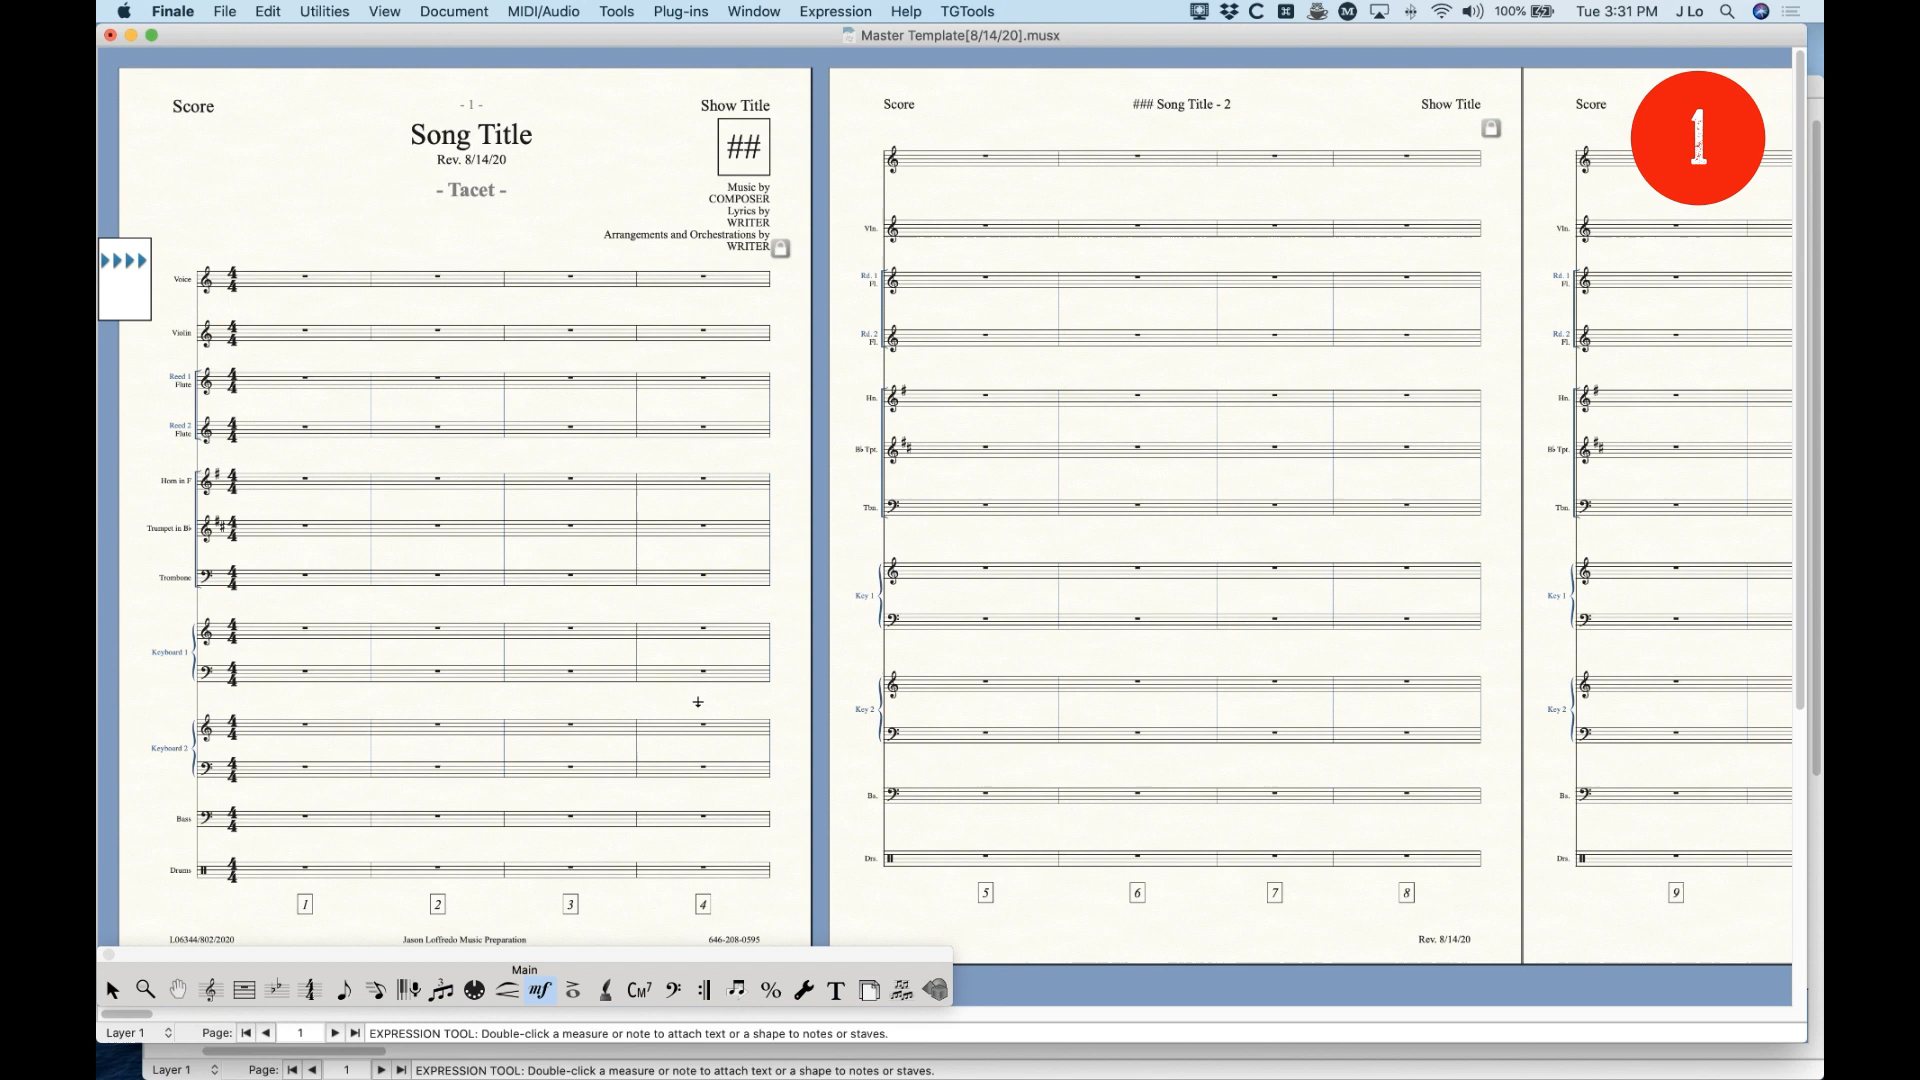 Finale File Edit Utilities View Document MIDI/Audio Tools Plug-ins Window Expression Help TGTools 100% Tue 3:31 PM J Lo
Master Template[8/14/20].musx
Score
- 1 -
Show Title
Song Title
##
Rev. 8/14/20
- Tacet -
Music by
COMPOSER
Lyrics by
WRITER
Arrangements and Orchestrations by
WRITER
Voice
Violin
Reed 1
Flute
Reed 2
Flute
Horn in F
Trumpet in B♭
Trombone
Keyboard 1
Keyboard 2
Bass
Drums
1 2 3 4
L06344/802/2020 Jason Loffredo Music Preparation 646-208-0595
Score ### Song Title - 2 Show Title
Vln.
Rd. 1
Fl.
Rd. 2
Fl.
Hn.
B♭ Tpt.
Tbn.
Key 1
Key 2
Bs.
Drs.
5 6 7 8
Rev. 8/14/20
Score
1
Vln.
Rd. 1
Fl.
Rd. 2
Fl.
Hn.
B♭ Tpt.
Tbn.
Key 1
Key 2
Bs.
Drs.
9
Main
mf CM7 % T
Layer 1 Page: 1 EXPRESSION TOOL: Double-click a measure or note to attach text or a shape to notes or staves.
Layer 1 Page: 1 EXPRESSION TOOL: Double-click a measure or note to attach text or a shape to notes or staves.